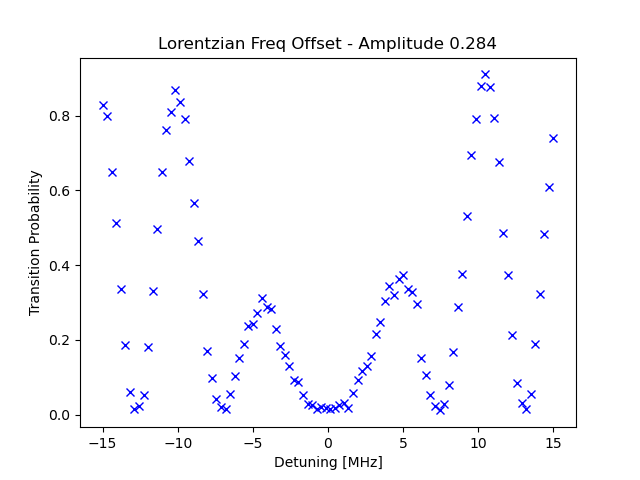 Lorentzian Freq Offset - Amplitude 0.284
Transition Probability
0.8
0.6
0.4
0.2
0.0
−15 −10 −5 0 5 10 15
Detuning [MHz]